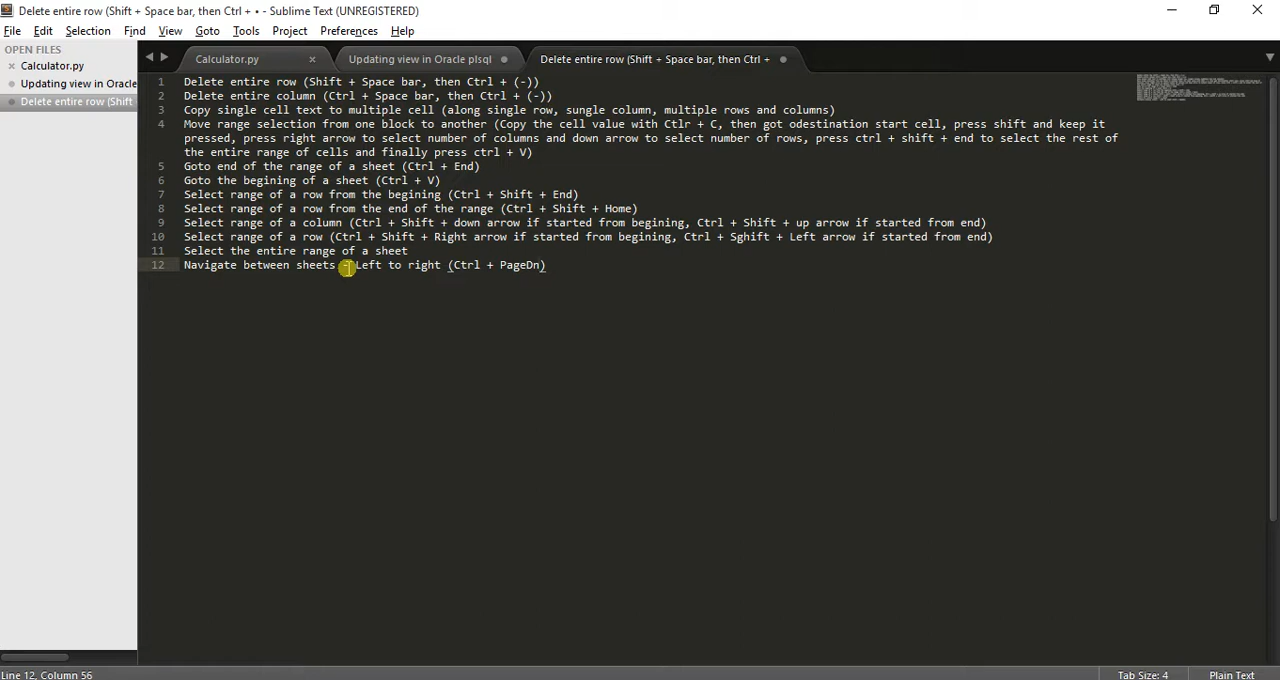 Delete entire row (Shift + Space bar, then Ctrl + • - Sublime Text (UNREGISTERED)
File Edit Selection Find View Goto Tools Project Preferences Help
OPEN FILES
Calculator.py
Updating view in Oracle
Delete entire row (Shift
Calculator.py
Updating view in Oracle plsql
Delete entire row (Shift + Space bar, then Ctrl +
1 Delete entire row (Shift + Space bar, then Ctrl + (-))
2 Delete entire column (Ctrl + Space bar, then Ctrl + (-))
3 Copy single cell text to multiple cell (along single row, sungle column, multiple rows and columns)
4 Move range selection from one block to another (Copy the cell value with Ctlr + C, then got odestination start cell, press shift and keep it
pressed, press right arrow to select number of columns and down arrow to select number of rows, press ctrl + shift + end to select the rest of
the entire range of cells and finally press ctrl + V)
5 Goto end of the range of a sheet (Ctrl + End)
6 Goto the begining of a sheet (Ctrl + V)
7 Select range of a row from the begining (Ctrl + Shift + End)
8 Select range of a row from the end of the range (Ctrl + Shift + Home)
9 Select range of a column (Ctrl + Shift + down arrow if started from begining, Ctrl + Shift + up arrow if started from end)
10 Select range of a row (Ctrl + Shift + Right arrow if started from begining, Ctrl + Sghift + Left arrow if started from end)
11 Select the entire range of a sheet
12 Navigate between sheets - Left to right (Ctrl + PageDn)
Line 12, Column 56
Tab Size: 4
Plain Text